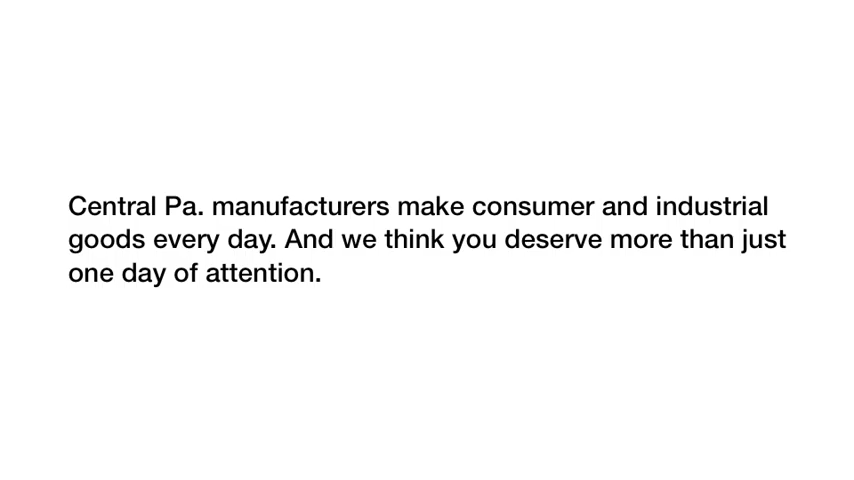 Central Pa. manufacturers make consumer and industrial
goods every day. And we think you deserve more than just
one day of attention.